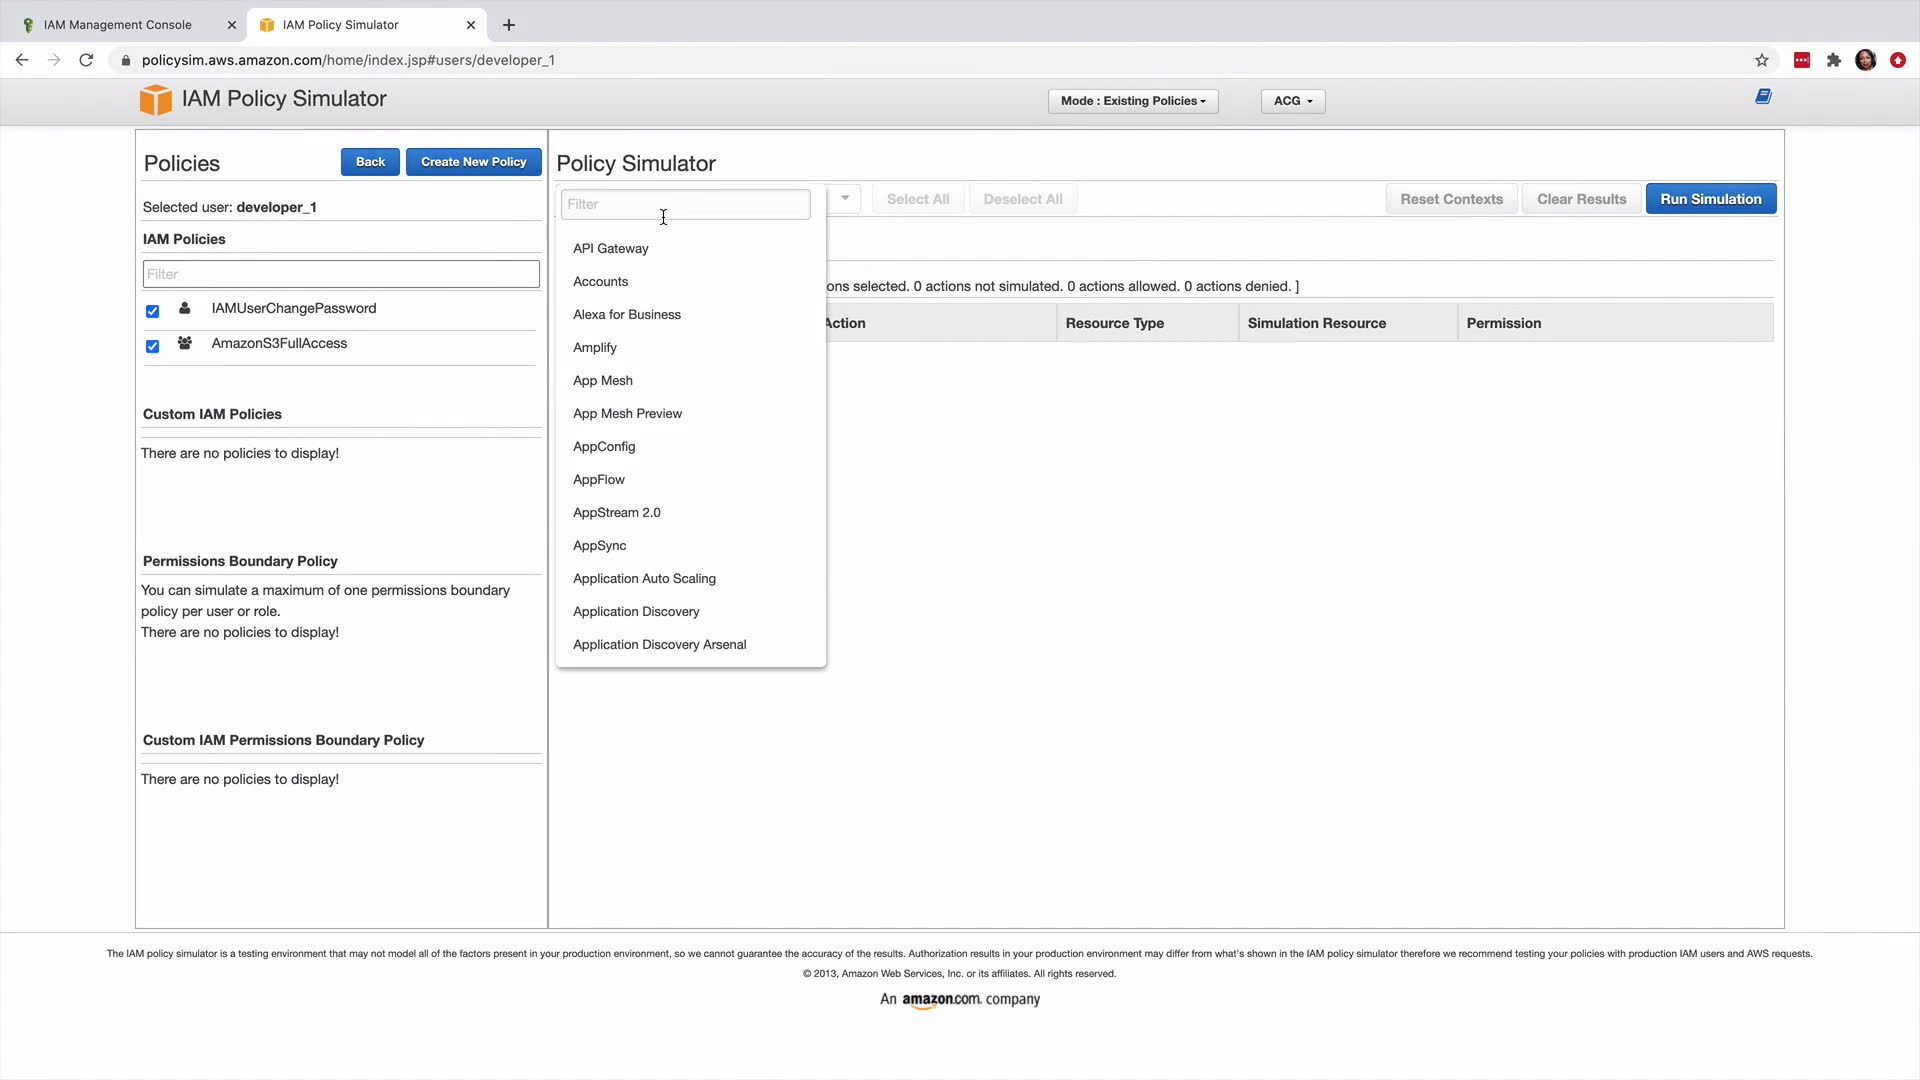 IAM Management Console
IAM Policy Simulator
policysim.aws.amazon.com/home/index.jsp#users/developer_1
IAM Policy Simulator
Mode : Existing Policies
ACG
Policies
Back
Create New Policy
Selected user: developer_1
IAM Policies
Filter
IAMUserChangePassword
AmazonS3FullAccess
Custom IAM Policies
There are no policies to display!
Permissions Boundary Policy
You can simulate a maximum of one permissions boundary
policy per user or role.
There are no policies to display!
Custom IAM Permissions Boundary Policy
There are no policies to display!
Policy Simulator
Filter
Select All
Deselect All
Reset Contexts
Clear Results
Run Simulation
API Gateway
Accounts
Alexa for Business
Amplify
App Mesh
App Mesh Preview
AppConfig
AppFlow
AppStream 2.0
AppSync
Application Auto Scaling
Application Discovery
Application Discovery Arsenal
ons selected. 0 actions not simulated. 0 actions allowed. 0 actions denied. ]
Action
Resource Type
Simulation Resource
Permission
The IAM policy simulator is a testing environment that may not model all of the factors present in your production environment, so we cannot guarantee the accuracy of the results. Authorization results in your production environment may differ from what's shown in the IAM policy simulator therefore we recommend testing your policies with production IAM users and AWS requests.
© 2013, Amazon Web Services, Inc. or its affiliates. All rights reserved.
An amazon.com. company